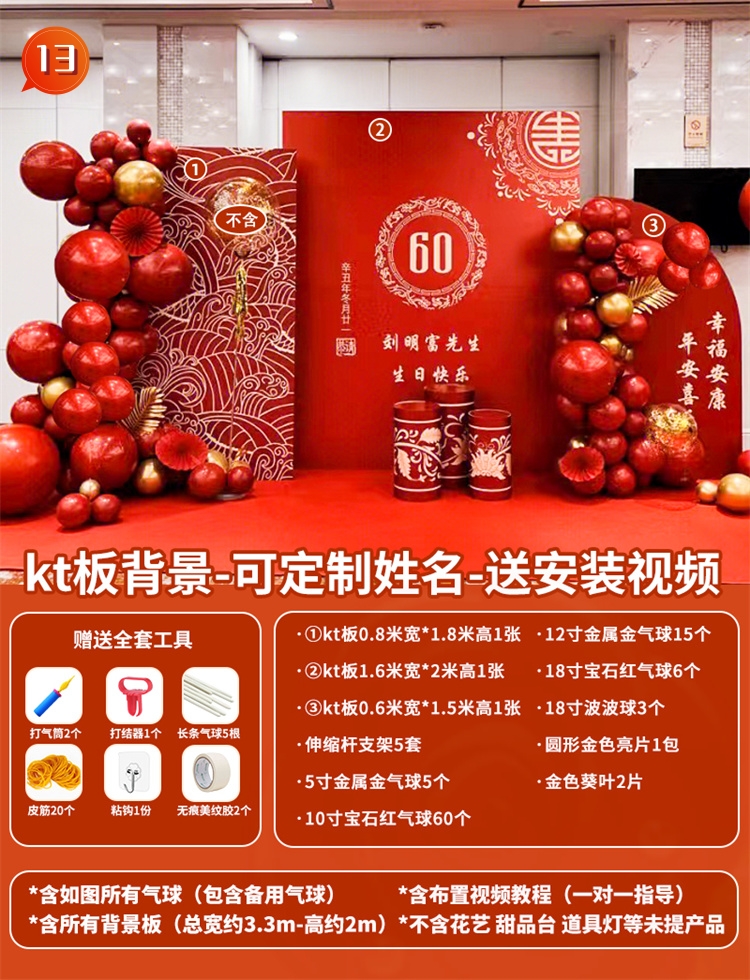 13
①
②
③
不含
60
辛丑年冬月廿一
刘明富先生
生日快乐
幸福安康
平安喜
kt板背景-可定制姓名-送安装视频
赠送全套工具
打气筒2个
打结器1个
长条气球5根
皮筋20个
粘钩1份
无痕美纹胶2个
·①kt板0.8米宽*1.8米高1张
·②kt板1.6米宽*2米高1张
·③kt板0.6米宽*1.5米高1张
·伸缩杆支架5套
·5寸金属金气球5个
·10寸宝石红气球60个
·12寸金属金气球15个
·18寸宝石红气球6个
·18寸波波球3个
·圆形金色亮片1包
·金色葵叶2片
*含如图所有气球（包含备用气球）
*含布置视频教程（一对一指导）
*含所有背景板（总宽约3.3m-高约2m）
*不含花艺 甜品台 道具灯等未提产品